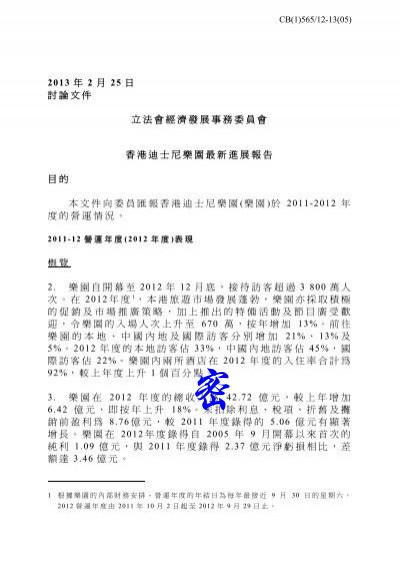 CB(1)565/12-13(05)
2013 年 2 月 25 日
討論文件
立法會經濟發展事務委員會
香港迪士尼樂園最新進展報告
目的
本文件向委員匯報香港迪士尼樂園(樂園)於 2011-2012 年
度的營運情況。
2011-12 營運年度(2012 年度)表現
概覽
2. 樂園自開幕至 2012 年 12 月底，接待訪客超過 3 800 萬人
次。在 2012年度1，本港旅遊市場發展蓬勃，樂園亦採取積極
的促銷及市場推廣策略，加上推出的特備活動及節目廣受歡
迎，令樂園的入場人次上升至 670 萬，按年增加 13%。前往
樂園的本地、中國內地及國際訪客分別增加 21%、13%及
5%。2012 年度的本地訪客佔 33%，中國內地訪客佔 45%，國
際訪客佔 22%。樂園內兩所酒店在 2012 年度的入住率合計為
92%，較上年度上升 1 個百分點
密
3. 樂園在 2012 年度的總收 42.72 億元，較上年增加
6.42 億元，即按年上升 18%。未扣除利息、稅項、折舊及攤
銷前盈利為 8.76億元，較 2011 年度錄得的 5.06 億元有顯著
增長。樂園在 2012年度錄得自 2005 年 9 月開幕以來首次的
純利 1.09 億元，與 2011 年度錄得 2.37 億元淨虧損相比，差
額達 3.46 億元。
1 根據樂園的內部財務安排，營運年度的年結日為每年最接近 9 月 30 日的星期六。
2012 營運年度由 2011 年 10 月 2 日起至 2012 年 9 月 29 日止。